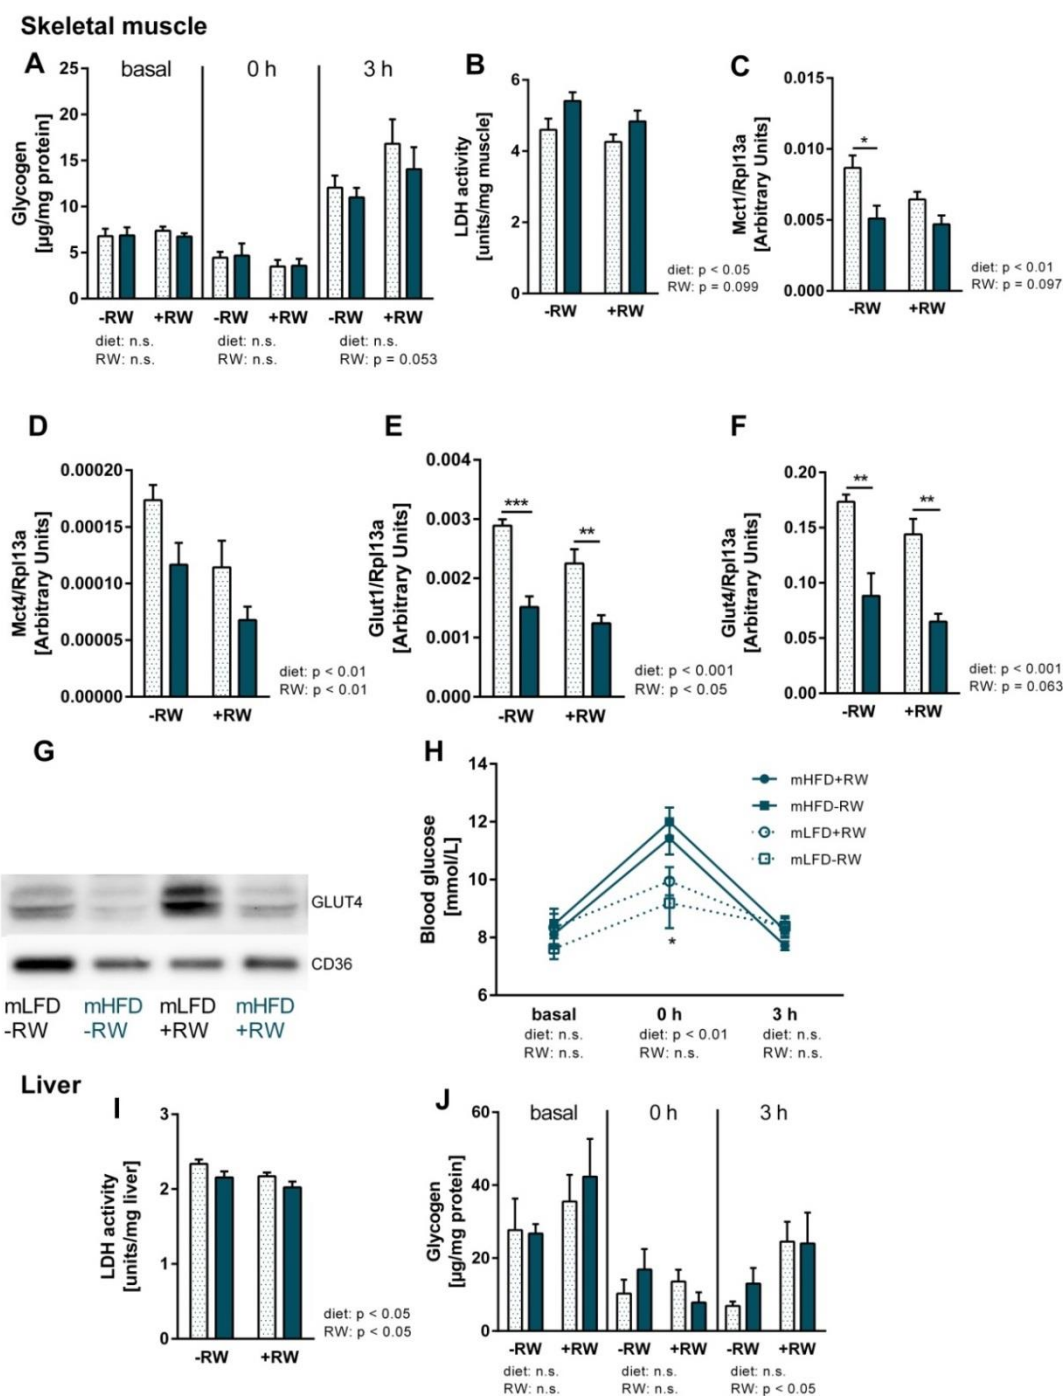 Skeletal muscle
A
25
20
15
10
5
0
Glycogen
[µg/mg protein]
basal
0 h
3 h
-RW
+RW
-RW
+RW
-RW
+RW
diet: n.s.
RW: n.s.
diet: n.s.
RW: n.s.
diet: n.s.
RW: p = 0.053
B
6
4
2
0
LDH activity
[units/mg muscle]
-RW
+RW
diet: p < 0.05
RW: p = 0.099
C
0.015
0.010
0.005
0.000
Mct1/Rpl13a
[Arbitrary Units]
*
-RW
+RW
diet: p < 0.01
RW: p = 0.097
D
0.00020
0.00015
0.00010
0.00005
0.00000
Mct4/Rpl13a
[Arbitrary Units]
-RW
+RW
diet: p < 0.01
RW: p < 0.01
E
0.004
0.003
0.002
0.001
0.000
Glut1/Rpl13a
[Arbitrary Units]
***
**
-RW
+RW
diet: p < 0.001
RW: p < 0.05
F
0.20
0.15
0.10
0.05
0.00
Glut4/Rpl13a
[Arbitrary Units]
**
**
-RW
+RW
diet: p < 0.001
RW: p = 0.063
G
GLUT4
CD36
mLFD
-RW
mHFD
-RW
mLFD
+RW
mHFD
+RW
H
14
12
10
8
6
Blood glucose
[mmol/L]
mHFD+RW
mHFD-RW
mLFD+RW
mLFD-RW
*
basal
diet: n.s.
RW: n.s.
0 h
diet: p < 0.01
RW: n.s.
3 h
diet: n.s.
RW: n.s.
Liver
I
3
2
1
0
LDH activity
[units/mg liver]
-RW
+RW
diet: p < 0.05
RW: p < 0.05
J
60
40
20
0
Glycogen
[µg/mg protein]
basal
0 h
3 h
-RW
+RW
-RW
+RW
-RW
+RW
diet: n.s.
RW: n.s.
diet: n.s.
RW: n.s.
diet: n.s.
RW: p < 0.05